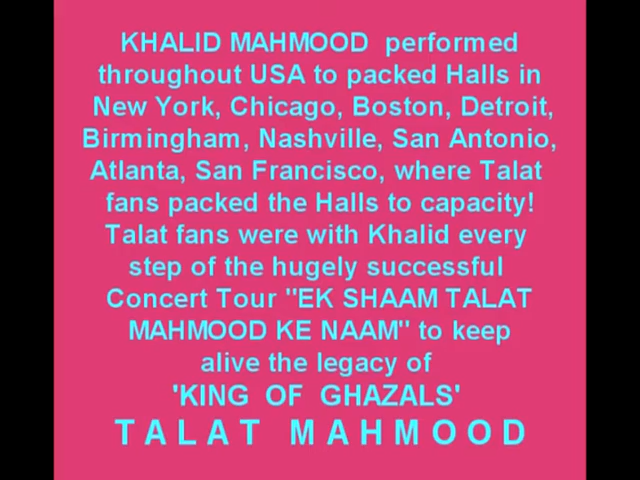 KHALID MAHMOOD performed
throughout USA to packed Halls in
New York, Chicago, Boston, Detroit,
Birmingham, Nashville, San Antonio,
Atlanta, San Francisco, where Talat
fans packed the Halls to capacity!
Talat fans were with Khalid every
step of the hugely successful
Concert Tour "EK SHAAM TALAT
MAHMOOD KE NAAM" to keep
alive the legacy of
'KING OF GHAZALS'
T A L A T M A H M O O D